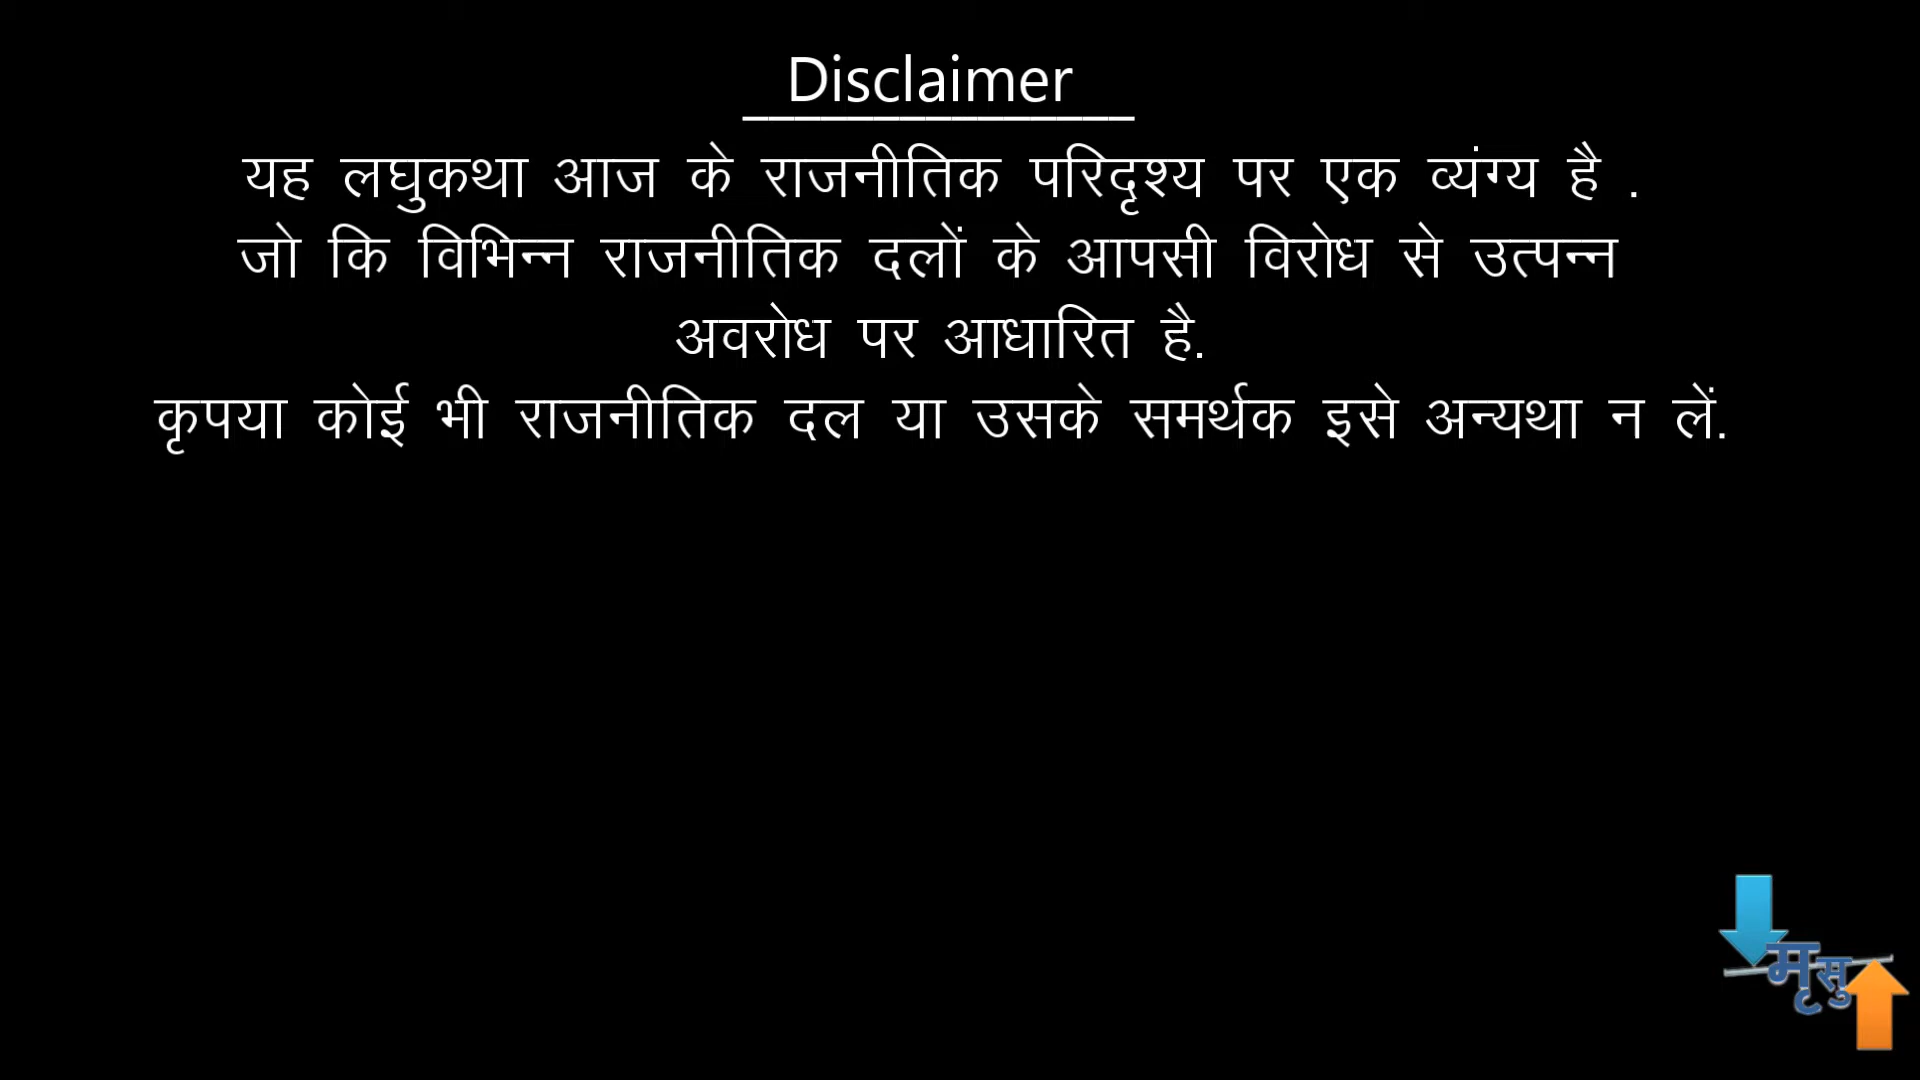 Disclaimer
यह लघुकथा आज के राजनीतिक परिदृश्य पर एक व्यंग्य है .
जो कि विभिन्न राजनीतिक दलों के आपसी विरोध से उत्पन्न
अवरोध पर आधारित है.
कृपया कोई भी राजनीतिक दल या उसके समर्थक इसे अन्यथा न लें.
मृसु